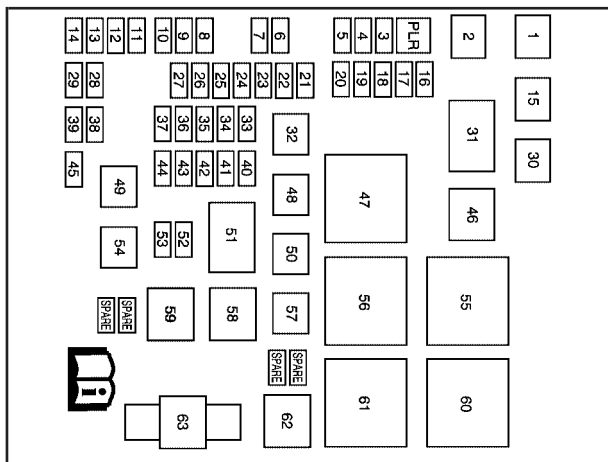 14 13 12 11 10 9 8 7 6 5 4 3 PLR 2 1
29 28 27 26 25 24 23 22 21 20 19 18 17 16 15
39 38 37 36 35 34 33 32 31 30
45 44 43 42 41 40 49 48 47 46
54 53 52 51 50
SPARE SPARE 59 58 57 56 55
SPARE SPARE
63 62 61 60